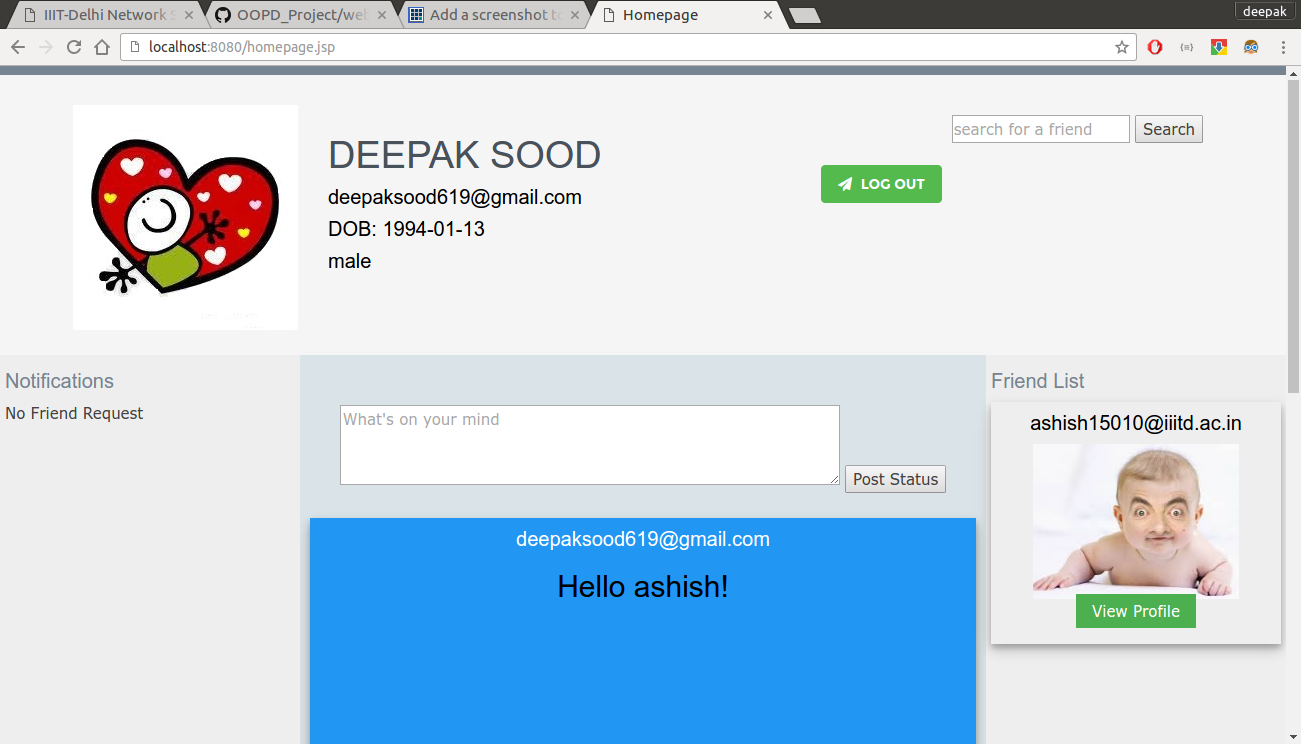 IIIT-Delhi Network S
OOPD_Project/web
Add a screenshot to
Homepage
deepak
localhost:8080/homepage.jsp
search for a friend
Search
DEEPAK SOOD
LOG OUT
deepaksood619@gmail.com
DOB: 1994-01-13
male
Notifications
No Friend Request
What's on your mind
Post Status
deepaksood619@gmail.com
Hello ashish!
Friend List
ashish15010@iiitd.ac.in
View Profile